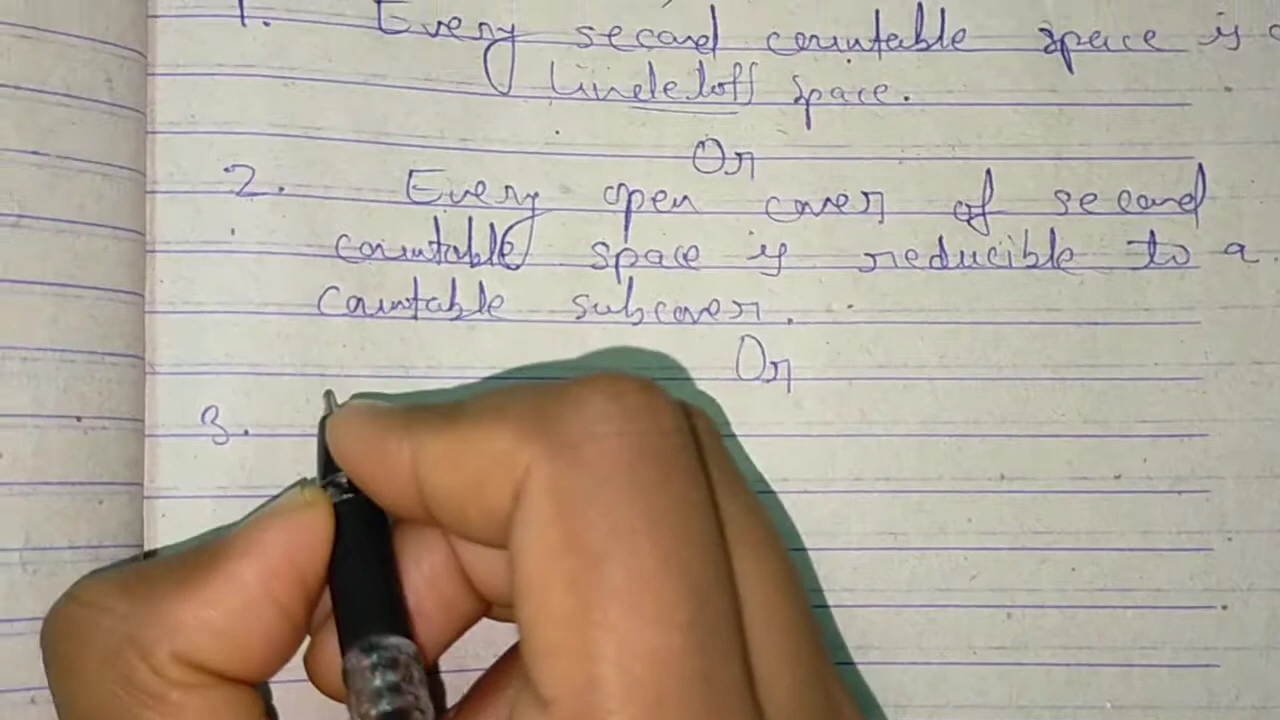 1. Every second countable space is a
Lindeloff space.
Or
2. Every open cover of second
countable space is reducible to a
countable subcover.
Or
3.